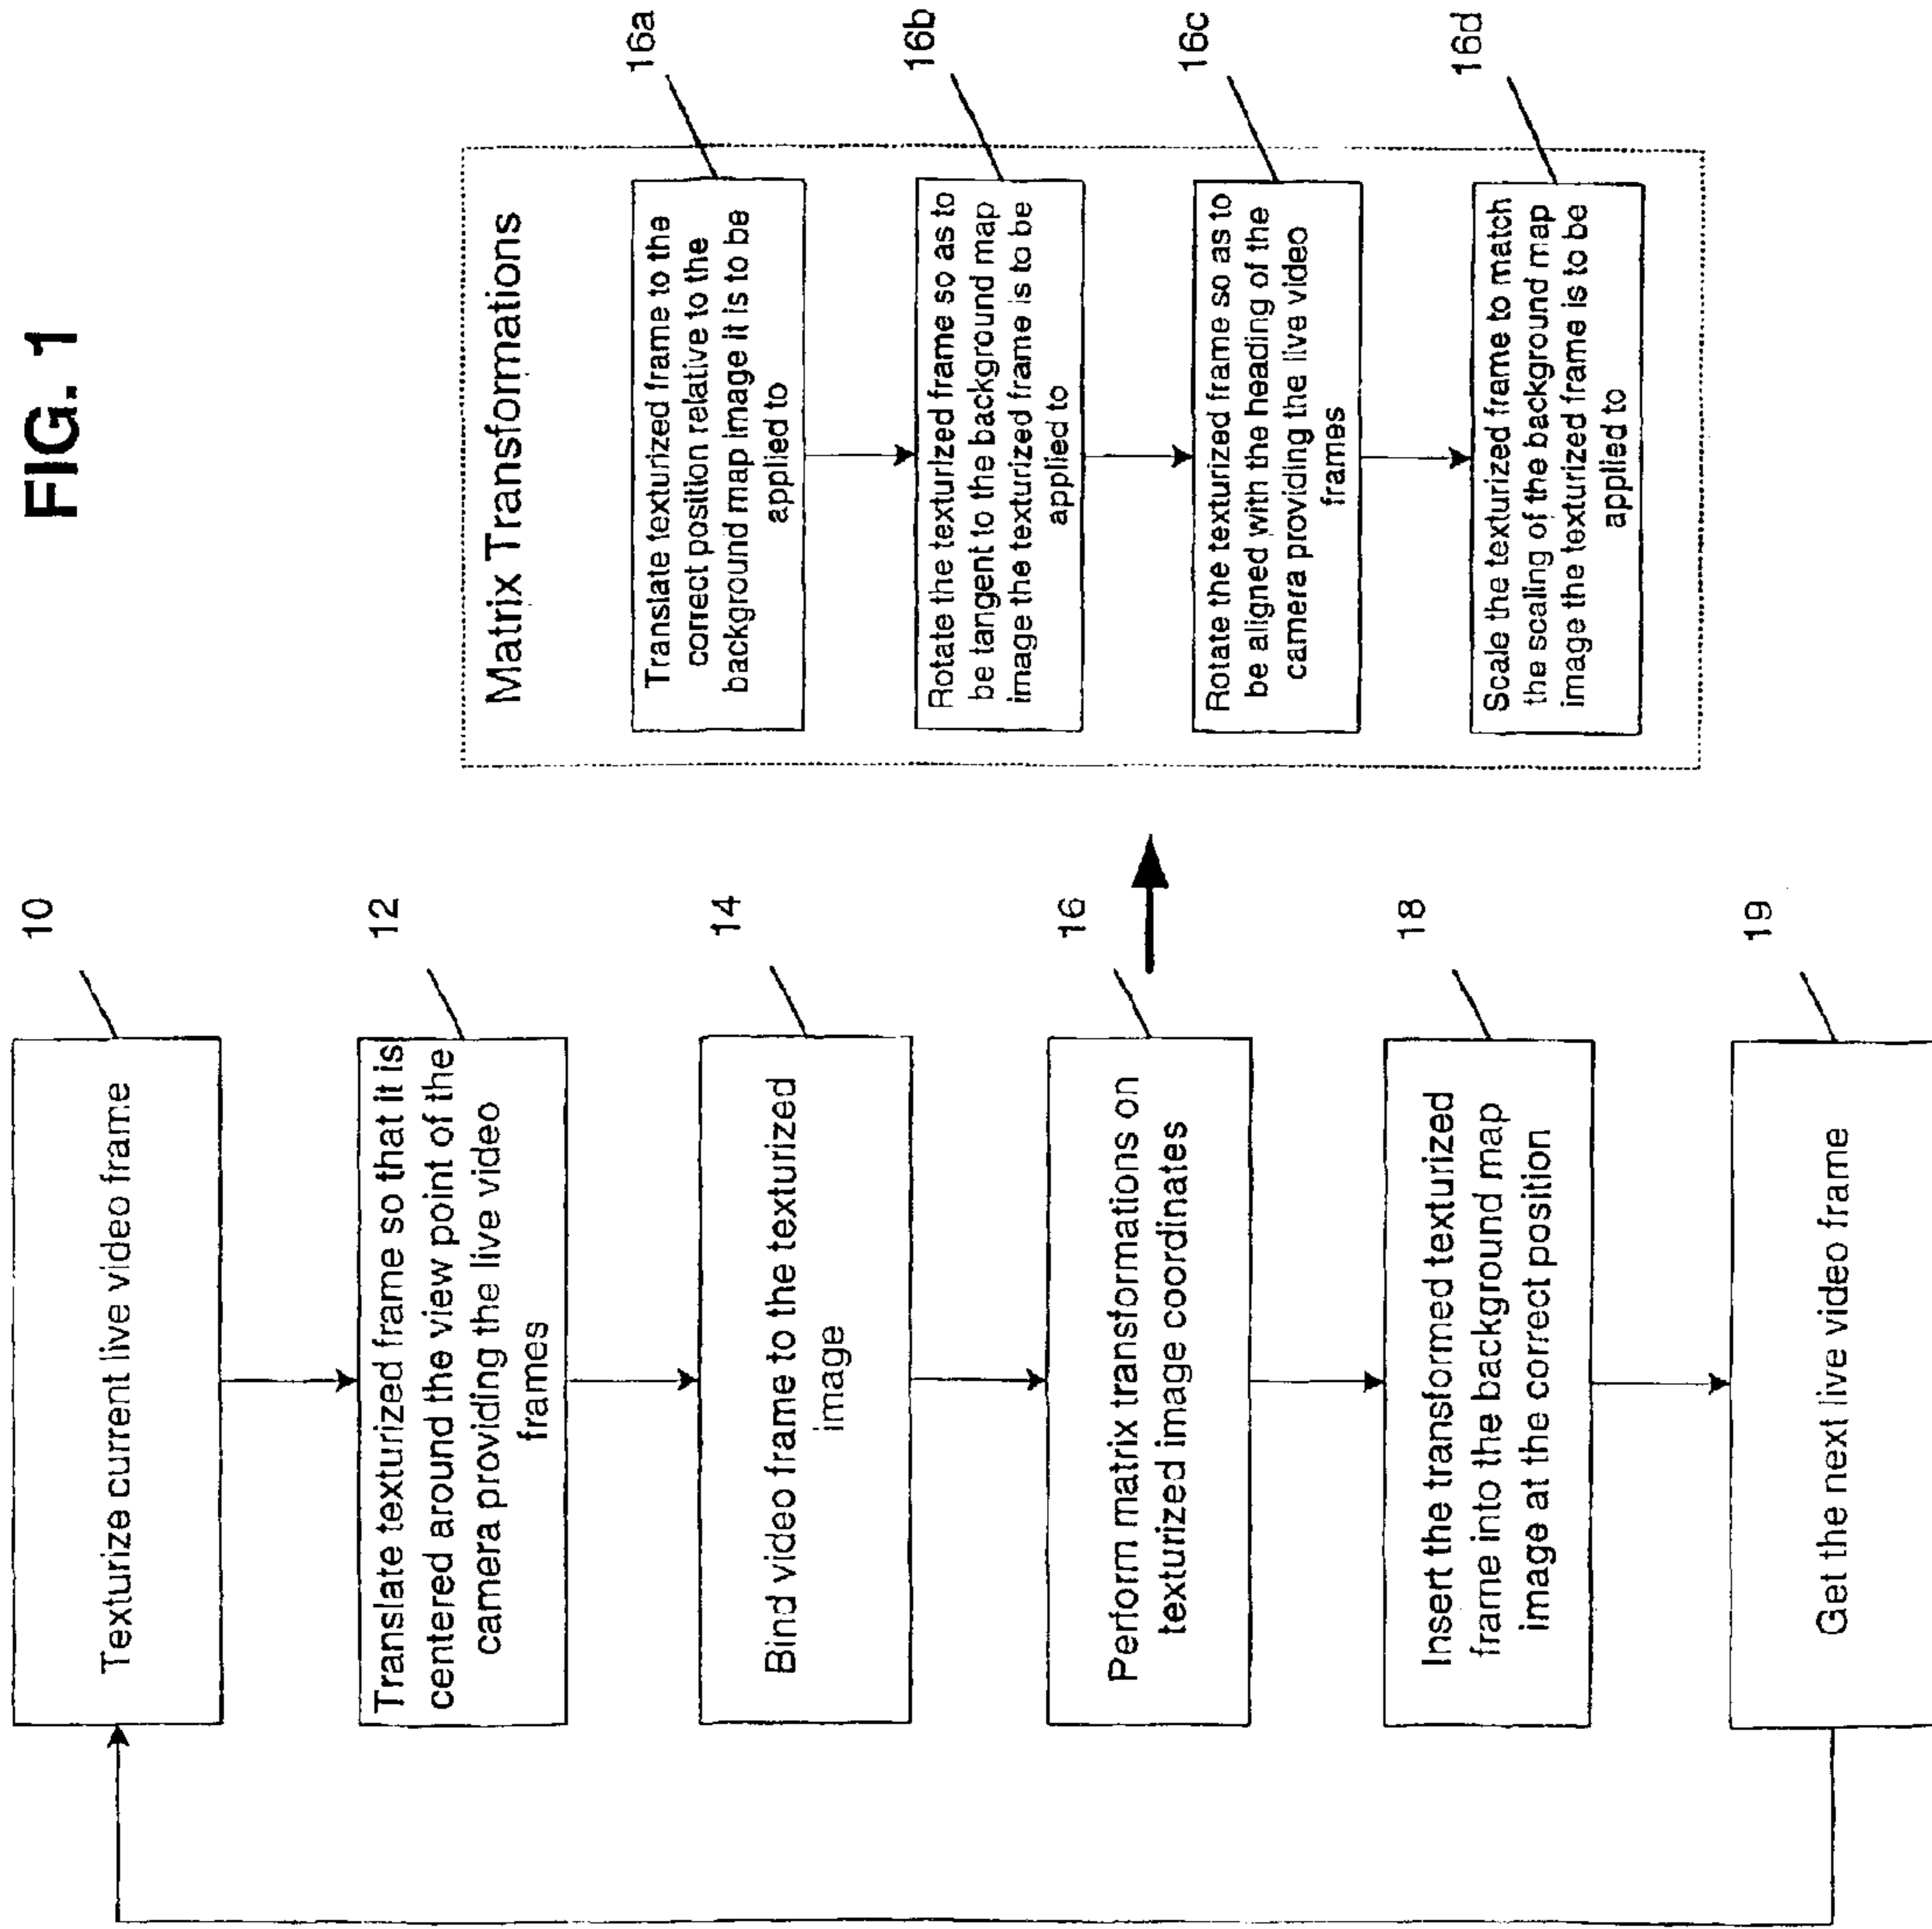 FIG. 1
10
Texturize current live video frame
12
Translate texturized frame so that it is
centered around the view point of the
camera providing the live video
frames
14
Bind video frame to the texturized
image
16
Perform matrix transformations on
texturized image coordinates
18
Insert the transformed texturized
frame into the background map
image at the correct position
19
Get the next live video frame
Matrix Transformations
16a
Translate texturized frame to the
correct position relative to the
background map image it is to be
applied to
16b
Rotate the texturized frame so as to
be tangent to the background map
image the texturized frame is to be
applied to
16c
Rotate the texturized frame so as to
be aligned with the heading of the
camera providing the live video
frames
16d
Scale the texturized frame to match
the scaling of the background map
image the texturized frame is to be
applied to